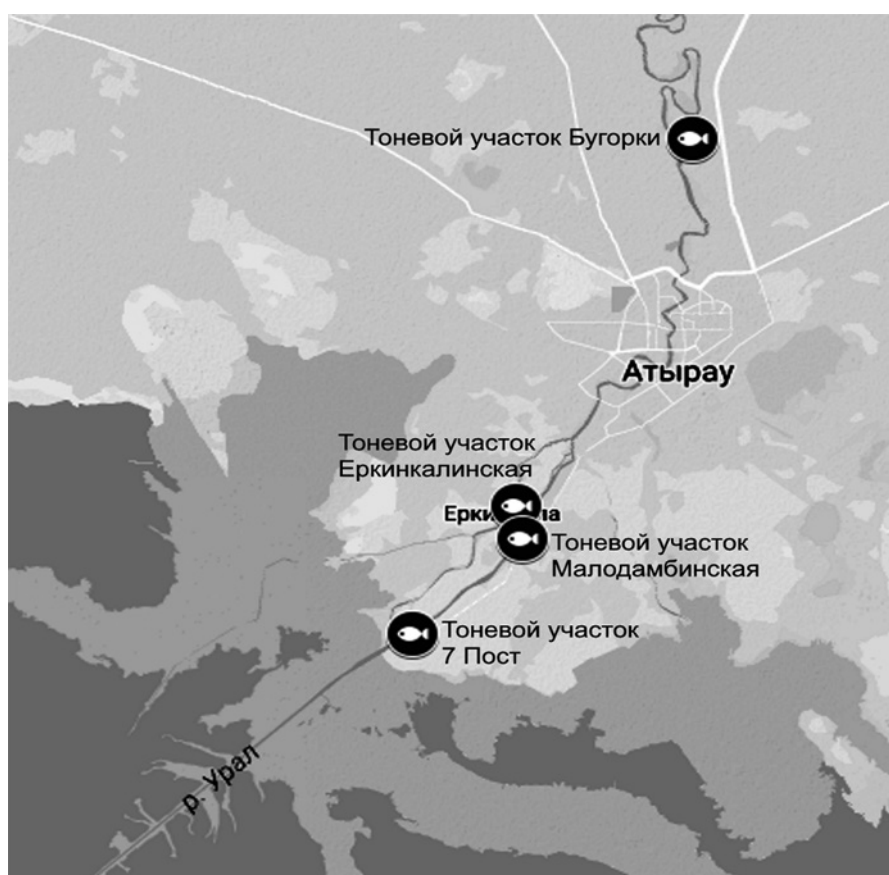 Тоневой участок Бугорки
Атырау
Тоневой участок
Еркинкалинская
Тоневой участок
Малодамбинская
Тоневой участок
7 Пост
р. Урал